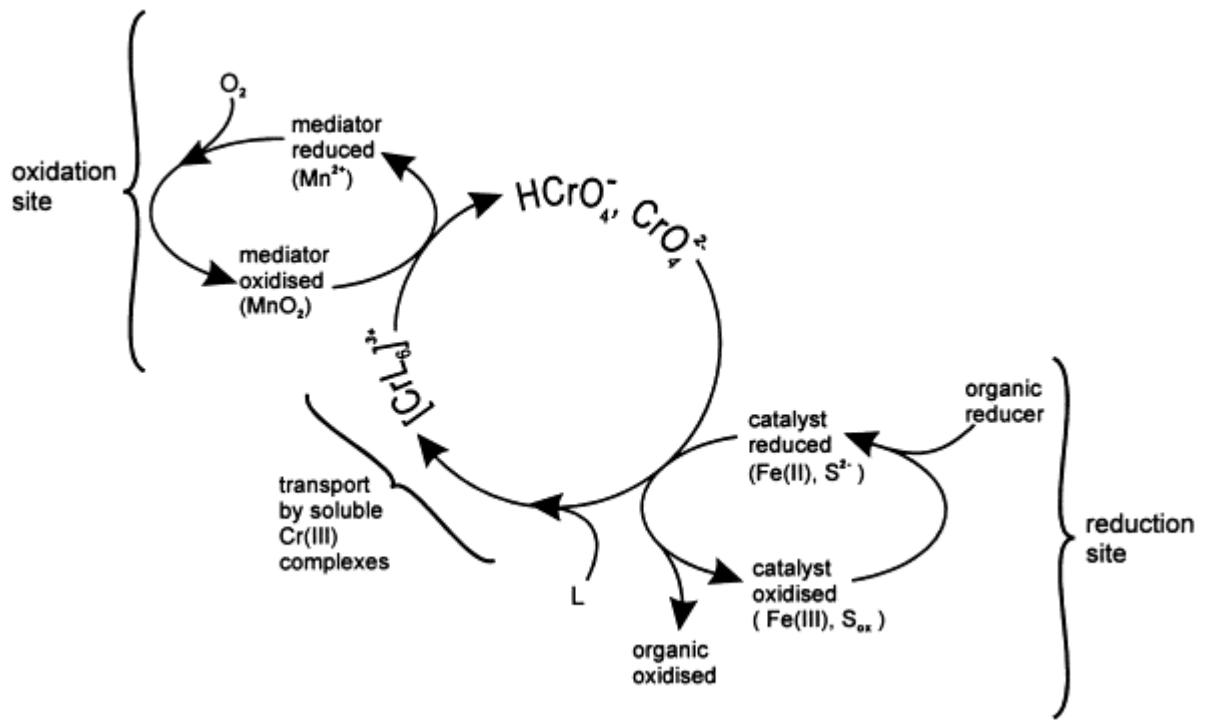 O₂
mediator
reduced
(Mn²⁺)
oxidation
site
mediator
oxidised
(MnO₂)
HCrO₄⁻, CrO₄²⁻
[CrL₆]³⁺
transport
by soluble
Cr(III)
complexes
L
catalyst
reduced
(Fe(II), S²⁻ )
organic
reducer
catalyst
oxidised
( Fe(III), Sₒₓ )
organic
oxidised
reduction
site